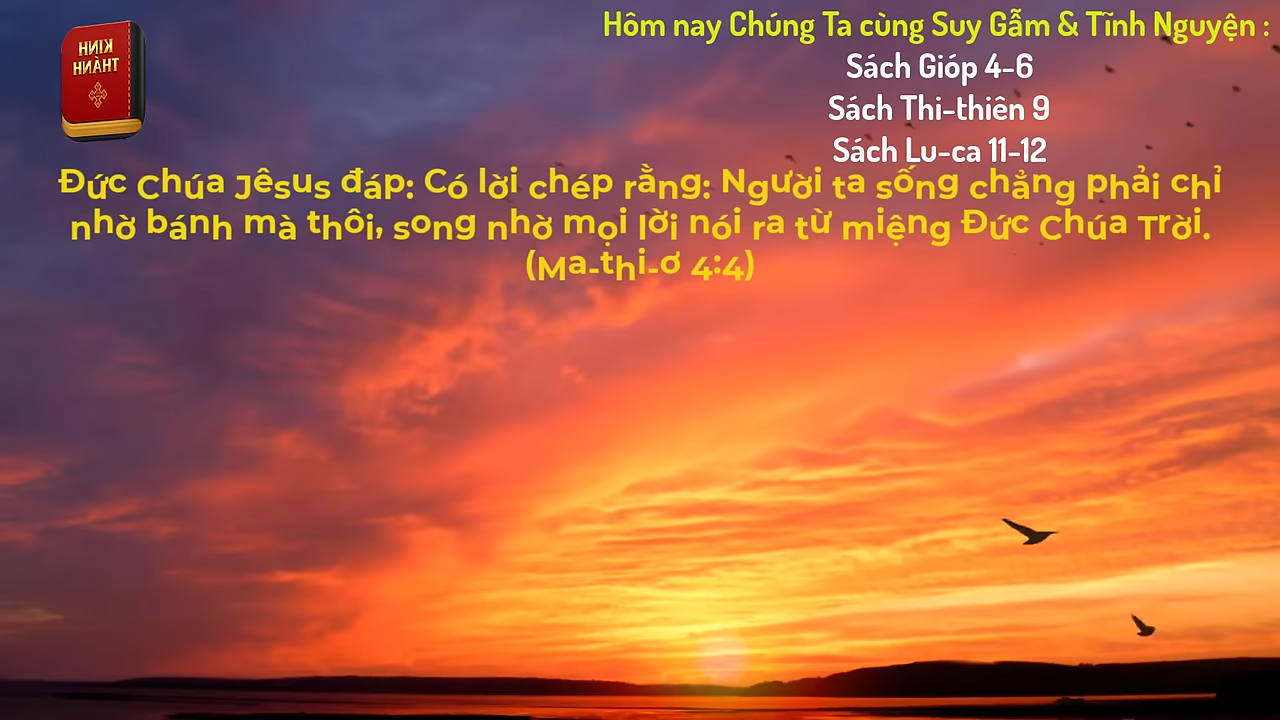 KINH
THÁNH
Hôm nay Chúng Ta cùng Suy Gẫm & Tĩnh Nguyện :
Sách Gióp 4-6
Sách Thi-thiên 9
Sách Lu-ca 11-12
Đức Chúa Jêsus đáp: Có lời chép rằng: Người ta sống chẳng phải chỉ
nhờ bánh mà thôi, song nhờ mọi lời nói ra từ miệng Đức Chúa Trời.
(Ma-thi-ơ 4:4)